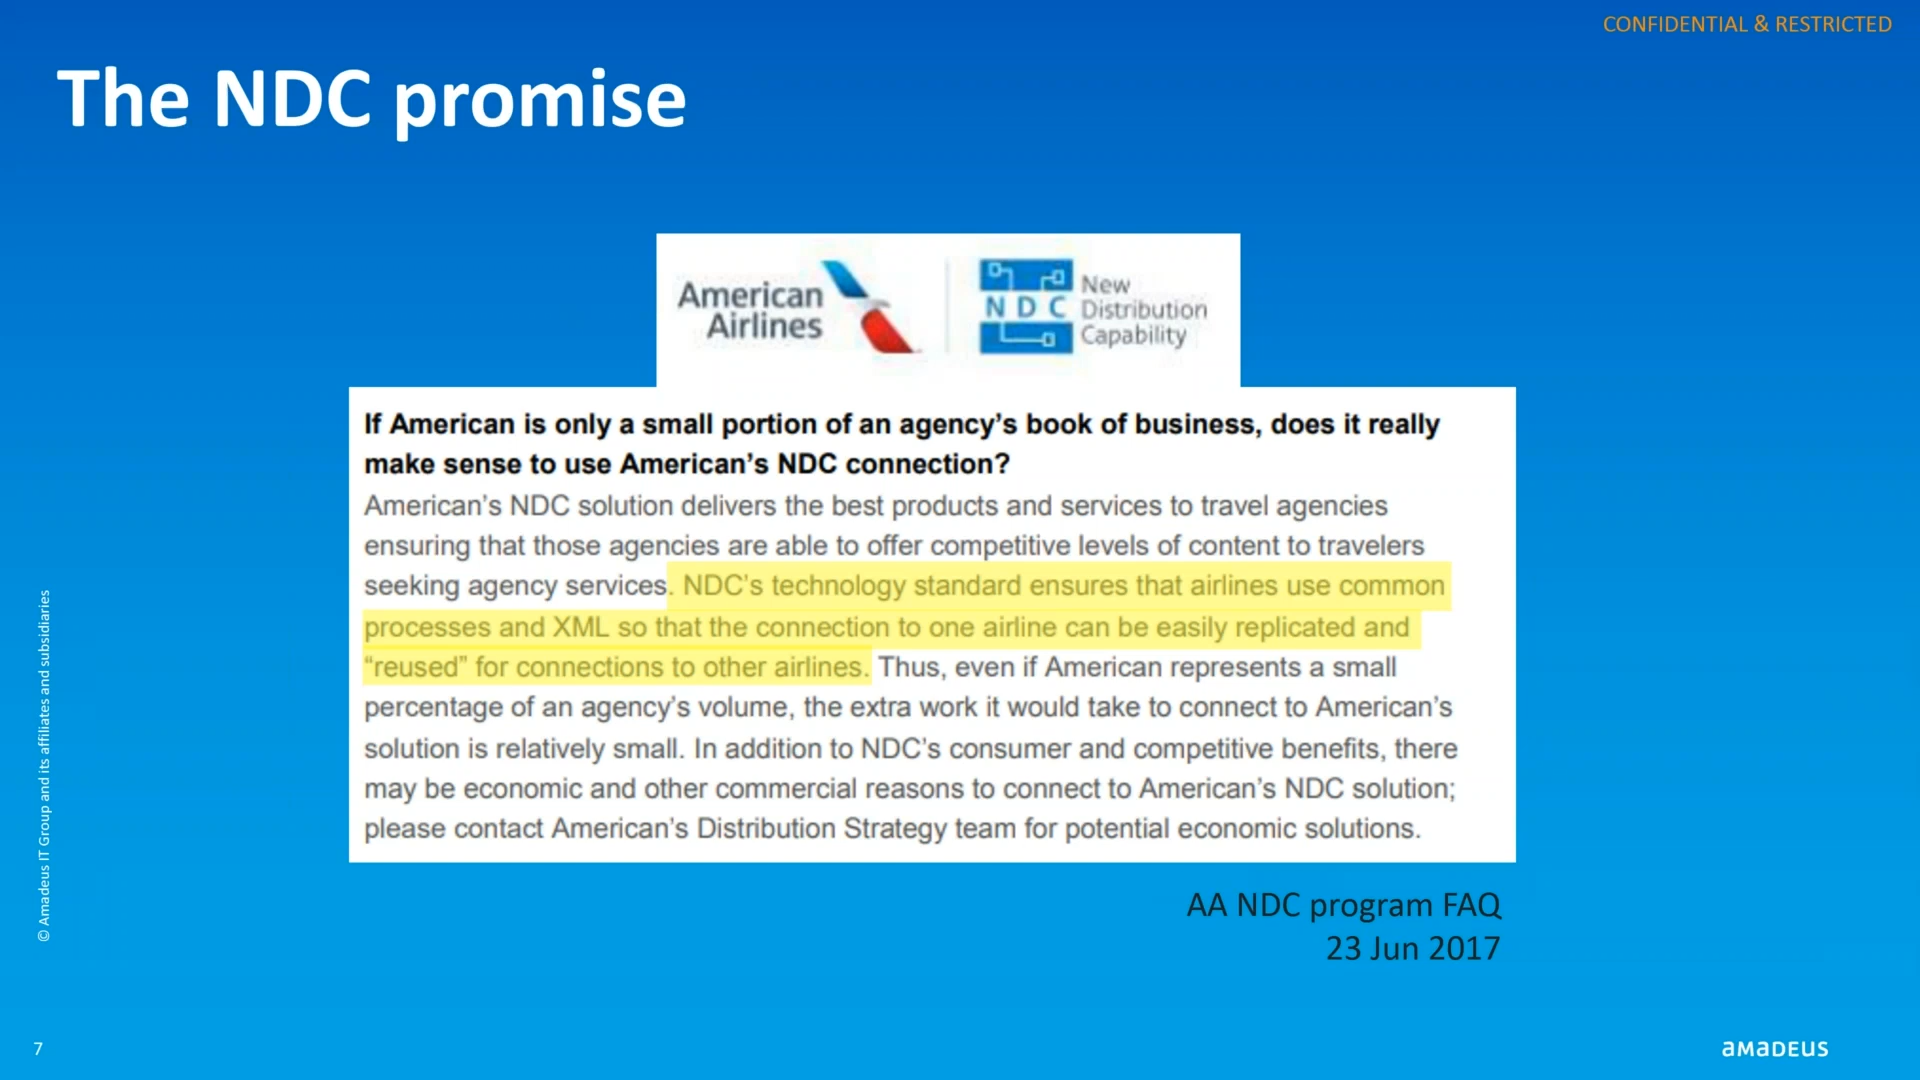 CONFIDENTIAL & RESTRICTED
The NDC promise
American
Airlines
NDC
New
Distribution
Capability
If American is only a small portion of an agency’s book of business, does it really
make sense to use American’s NDC connection?
American’s NDC solution delivers the best products and services to travel agencies
ensuring that those agencies are able to offer competitive levels of content to travelers
seeking agency services. NDC’s technology standard ensures that airlines use common
processes and XML so that the connection to one airline can be easily replicated and
“reused” for connections to other airlines. Thus, even if American represents a small
percentage of an agency’s volume, the extra work it would take to connect to American’s
solution is relatively small. In addition to NDC’s consumer and competitive benefits, there
may be economic and other commercial reasons to connect to American’s NDC solution;
please contact American’s Distribution Strategy team for potential economic solutions.
AA NDC program FAQ
23 Jun 2017
© Amadeus IT Group and its affiliates and subsidiaries
7
aMaDEUS